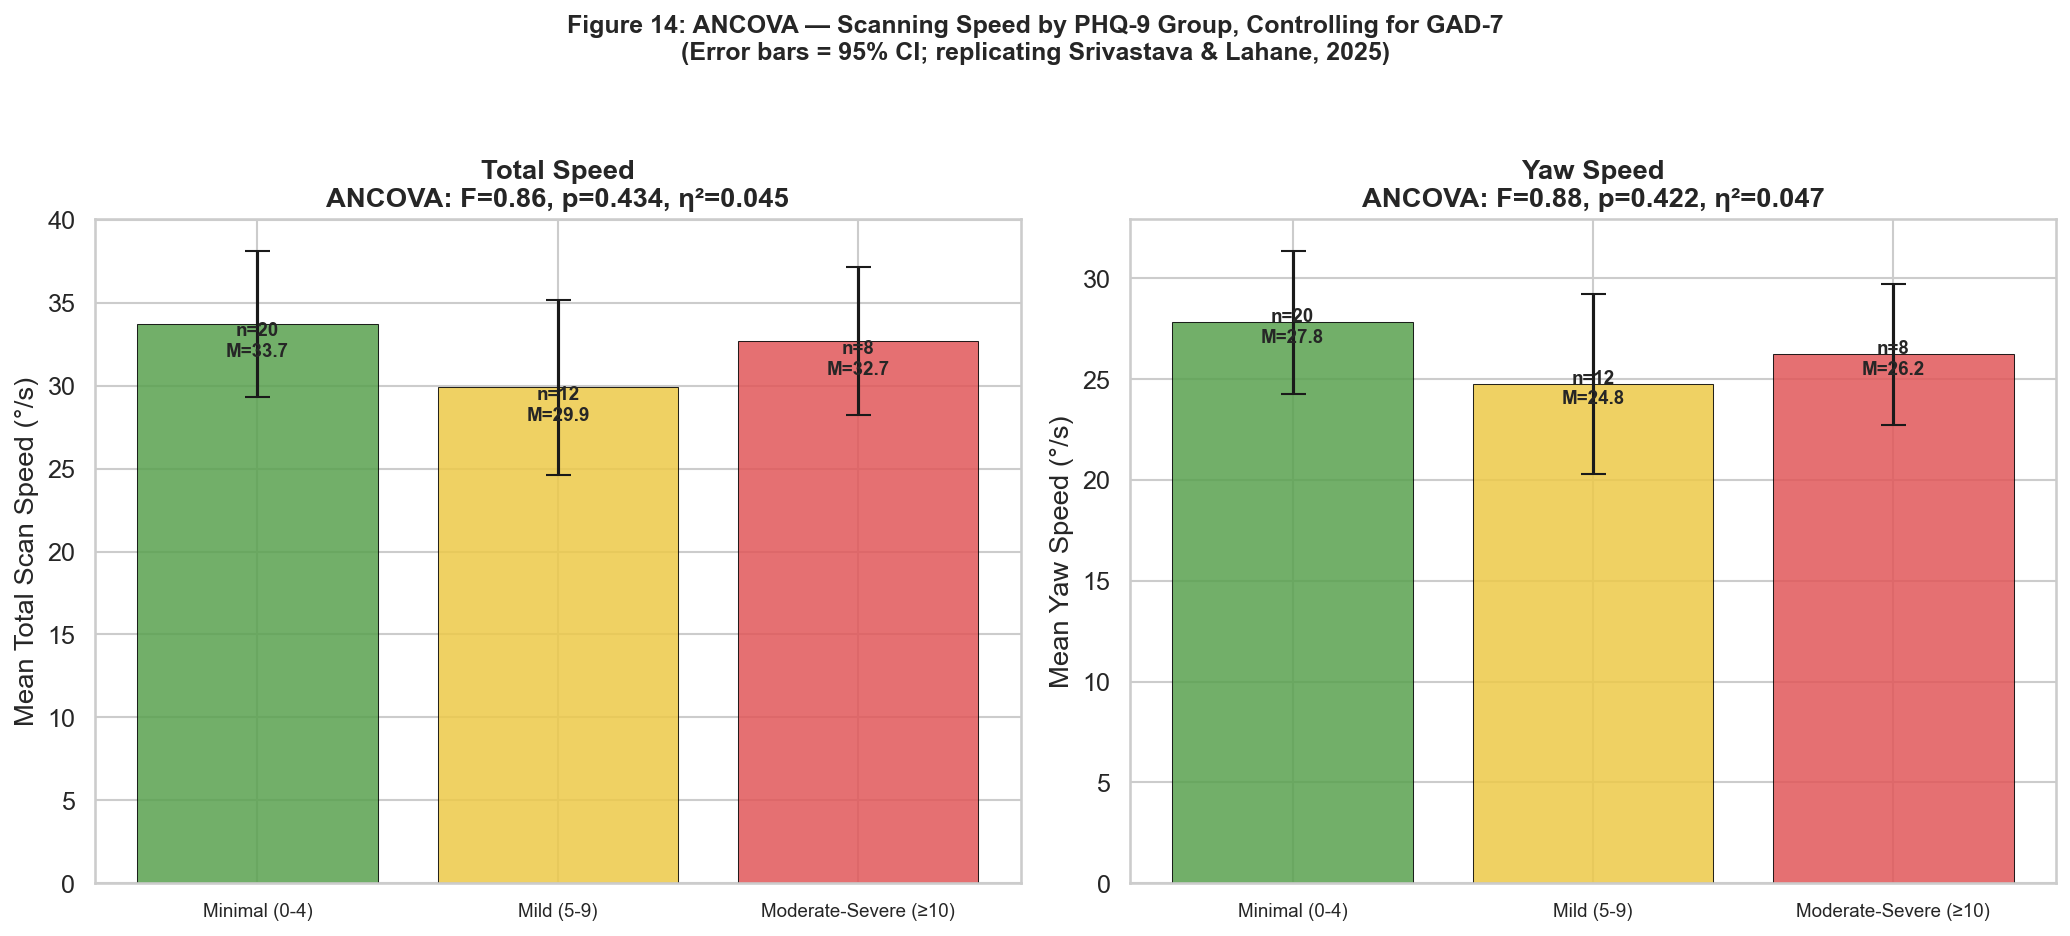 Figure 14: ANCOVA — Scanning Speed by PHQ-9 Group, Controlling for GAD-7
(Error bars = 95% CI; replicating Srivastava & Lahane, 2025)
Total Speed
ANCOVA: F=0.86, p=0.434, η²=0.045
Mean Total Scan Speed (°/s)
40
35
30
25
20
15
10
5
0
n=20
M=33.7
n=12
M=29.9
n=8
M=32.7
Minimal (0-4)
Mild (5-9)
Moderate-Severe (≥10)
Yaw Speed
ANCOVA: F=0.88, p=0.422, η²=0.047
Mean Yaw Speed (°/s)
30
25
20
15
10
5
0
n=20
M=27.8
n=12
M=24.8
n=8
M=26.2
Minimal (0-4)
Mild (5-9)
Moderate-Severe (≥10)